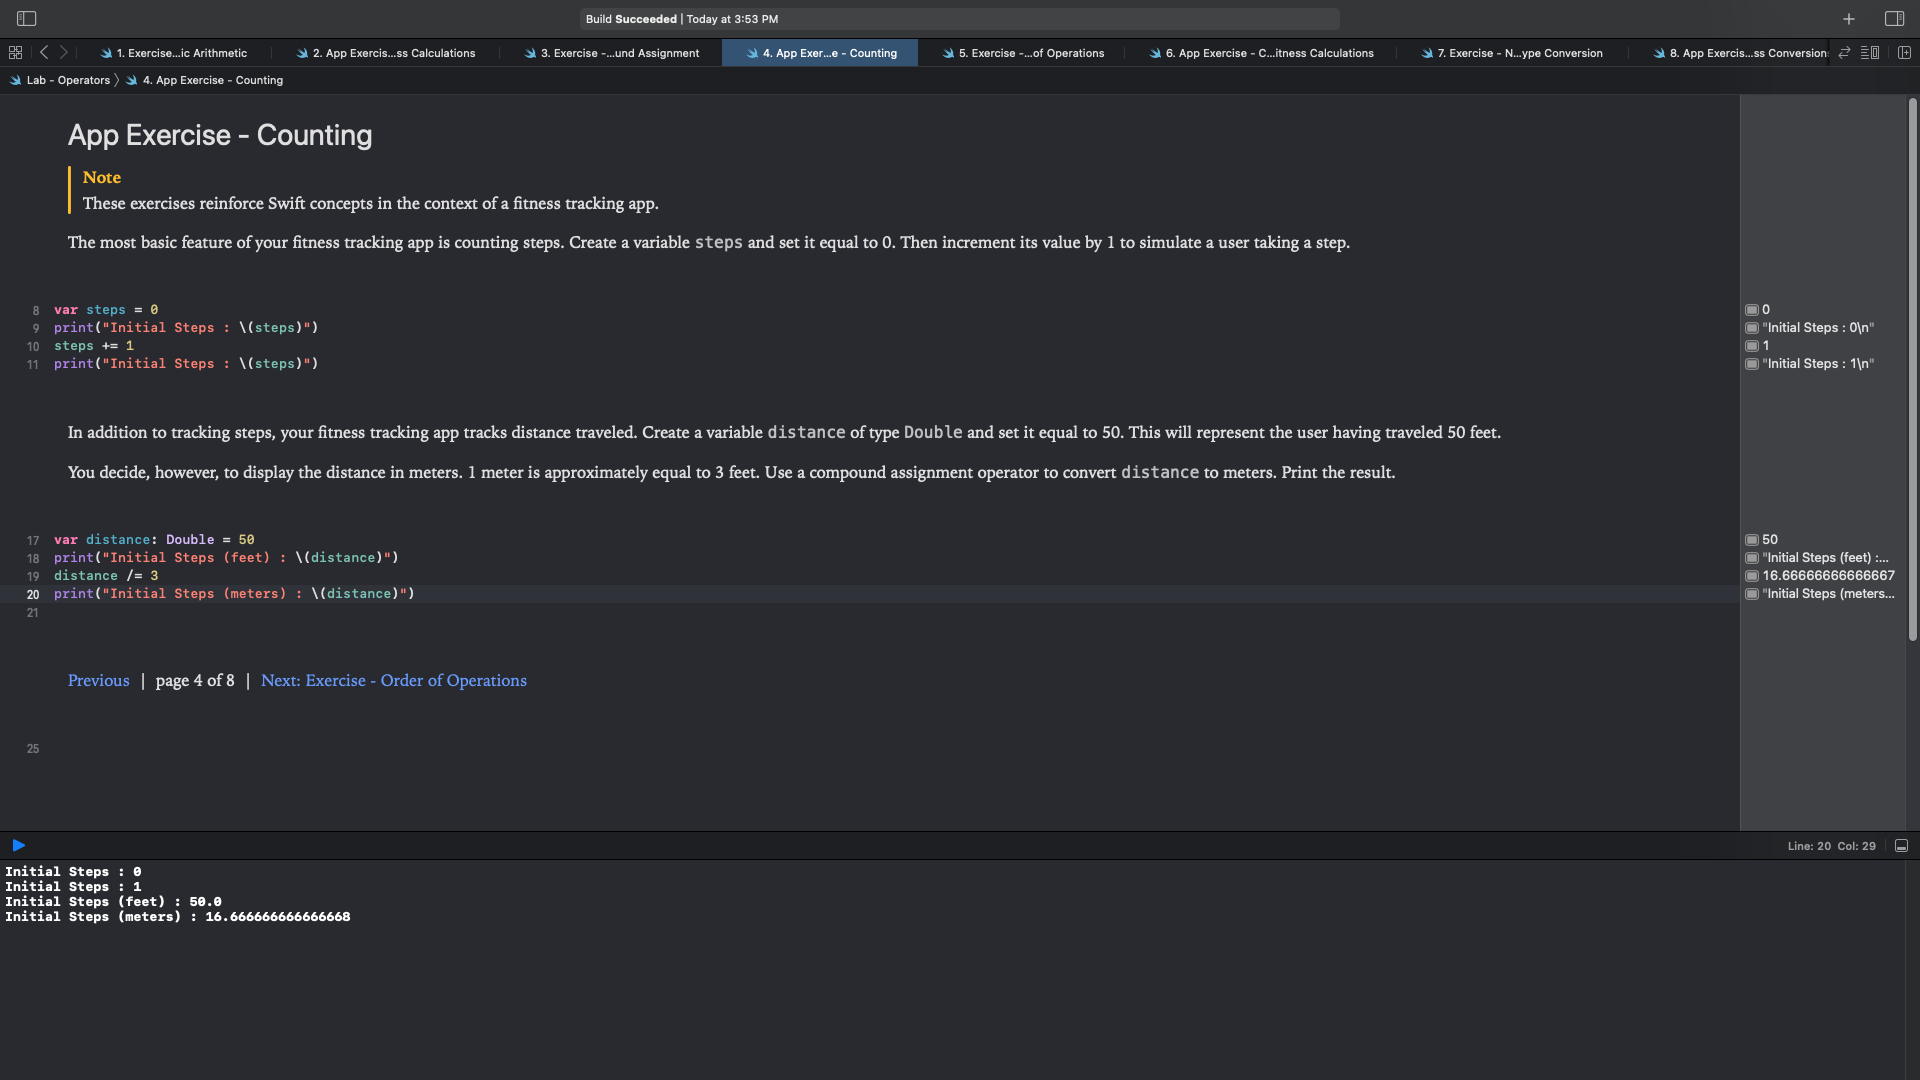 Build Succeeded | Today at 3:53 PM
1. Exercise...ic Arithmetic
2. App Exercis...ss Calculations
3. Exercise -...und Assignment
4. App Exer...e - Counting
5. Exercise -...of Operations
6. App Exercise - C...itness Calculations
7. Exercise - N...ype Conversion
8. App Exercis...ss Conversion
Lab - Operators
4. App Exercise - Counting
App Exercise - Counting
Note
These exercises reinforce Swift concepts in the context of a fitness tracking app.
The most basic feature of your fitness tracking app is counting steps. Create a variable steps and set it equal to 0. Then increment its value by 1 to simulate a user taking a step.
8 var steps = 0
0
9 print("Initial Steps : \(steps)")
"Initial Steps : 0\n"
10 steps += 1
1
11 print("Initial Steps : \(steps)")
"Initial Steps : 1\n"
In addition to tracking steps, your fitness tracking app tracks distance traveled. Create a variable distance of type Double and set it equal to 50. This will represent the user having traveled 50 feet.
You decide, however, to display the distance in meters. 1 meter is approximately equal to 3 feet. Use a compound assignment operator to convert distance to meters. Print the result.
17 var distance: Double = 50
50
18 print("Initial Steps (feet) : \(distance)")
"Initial Steps (feet) :...
19 distance /= 3
16.66666666666667
20 print("Initial Steps (meters) : \(distance)")
"Initial Steps (meters...
21
Previous | page 4 of 8 | Next: Exercise - Order of Operations
25
Line: 20 Col: 29
Initial Steps : 0
Initial Steps : 1
Initial Steps (feet) : 50.0
Initial Steps (meters) : 16.666666666666668